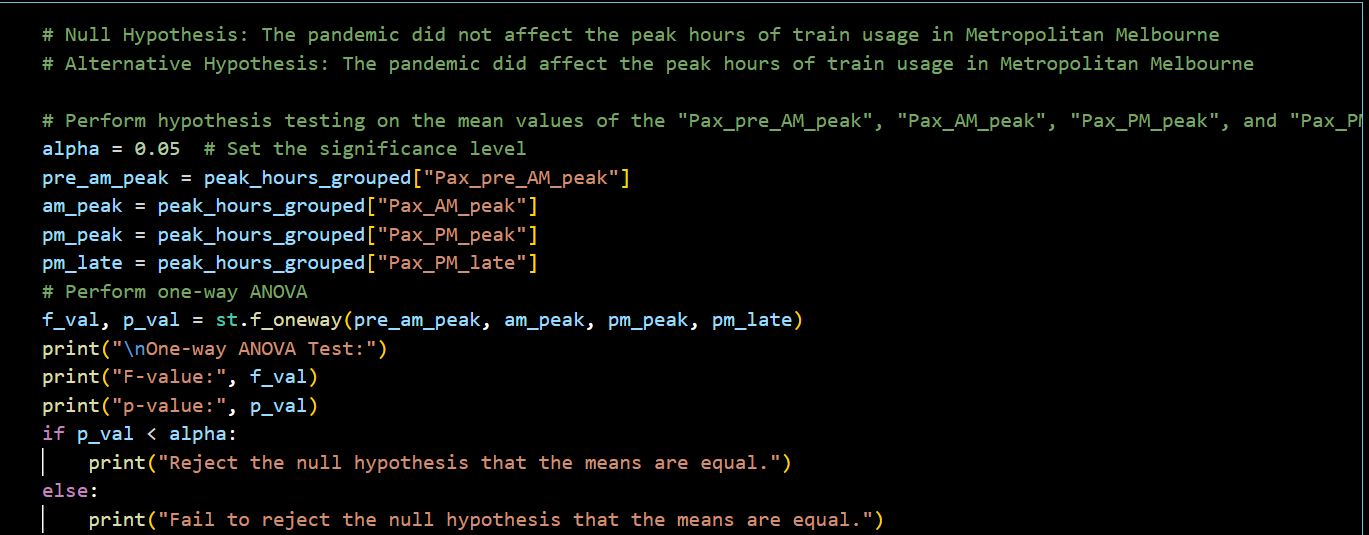 # Null Hypothesis: The pandemic did not affect the peak hours of train usage in Metropolitan Melbourne
# Alternative Hypothesis: The pandemic did affect the peak hours of train usage in Metropolitan Melbourne
# Perform hypothesis testing on the mean values of the "Pax_pre_AM_peak", "Pax_AM_peak", "Pax_PM_peak", and
alpha = 0.05  # Set the significance level
pre_am_peak = peak_hours_grouped["Pax_pre_AM_peak"]
am_peak = peak_hours_grouped["Pax_AM_peak"]
pm_peak = peak_hours_grouped["Pax_PM_peak"]
pm_late = peak_hours_grouped["Pax_PM_late"]
# Perform one-way ANOVA
f_val, p_val = st.f_oneway(pre_am_peak, am_peak, pm_peak, pm_late)
print("\nOne-way ANOVA Test:")
print("F-value:", f_val)
print("p-value:", p_val)
if p_val < alpha:
    print("Reject the null hypothesis that the means are equal.")
else:
    print("Fail to reject the null hypothesis that the means are equal.")